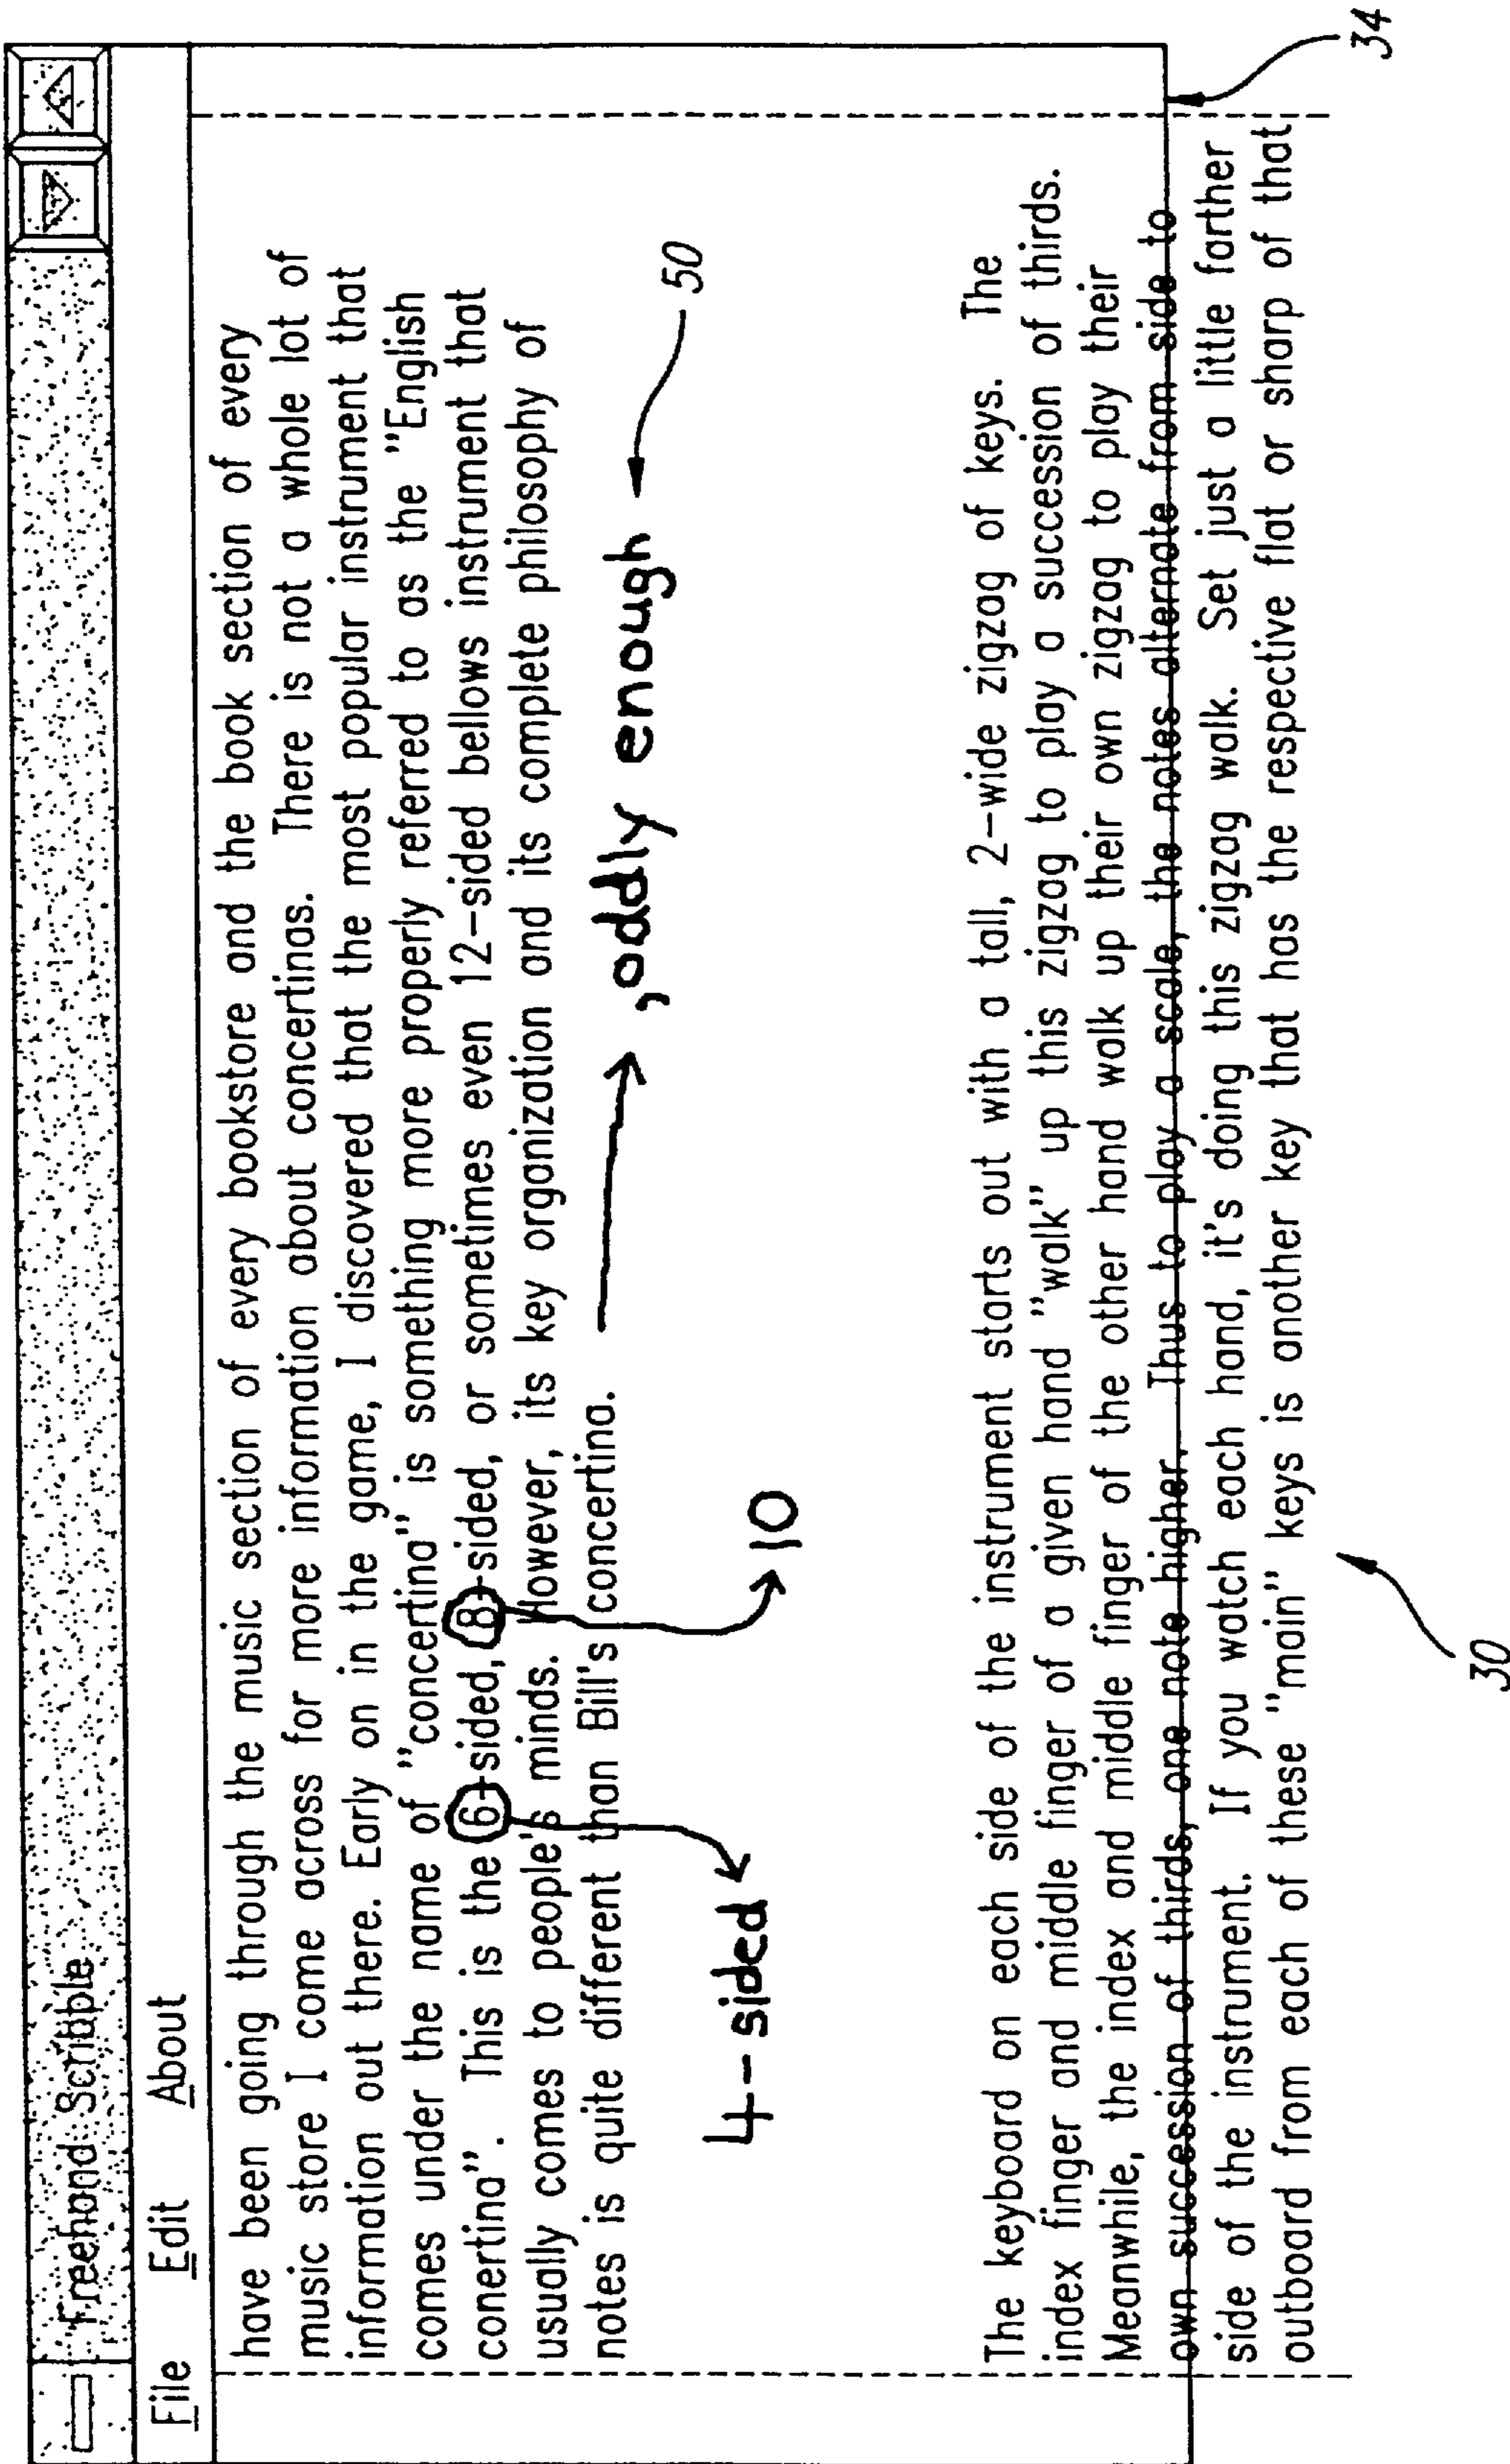 Freehand Scribble
File Edit About
have been going through the music section of every bookstore and the book section of every
music store I come across for more information about concertinas. There is not a whole lot of
information out there. Early on in the game, I discovered that the most popular instrument that
comes under the name of "concertina" is something more properly referred to as the "English
conertina". This is the 6-sided, 8-sided, or sometimes even 12-sided bellows instrument that
usually comes to people's minds. However, its key organization and its complete philosophy of
notes is quite different than Bill's concertina.
, oddly enough
50
4-sided
10
The keyboard on each side of the instrument starts out with a tall, 2-wide zigzag of keys. The
index finger and middle finger of a given hand "walk" up this zigzag to play a succession of thirds.
Meanwhile, the index and middle finger of the other hand walk up their own zigzag to play their
own succession of thirds, one note higher. Thus to play a scale, the notes alternate from side to
side of the instrument. If you watch each hand, it's doing this zigzag walk. Set just a little farther
outboard from each of these "main" keys is another key that has the respective flat or sharp of that
34
30